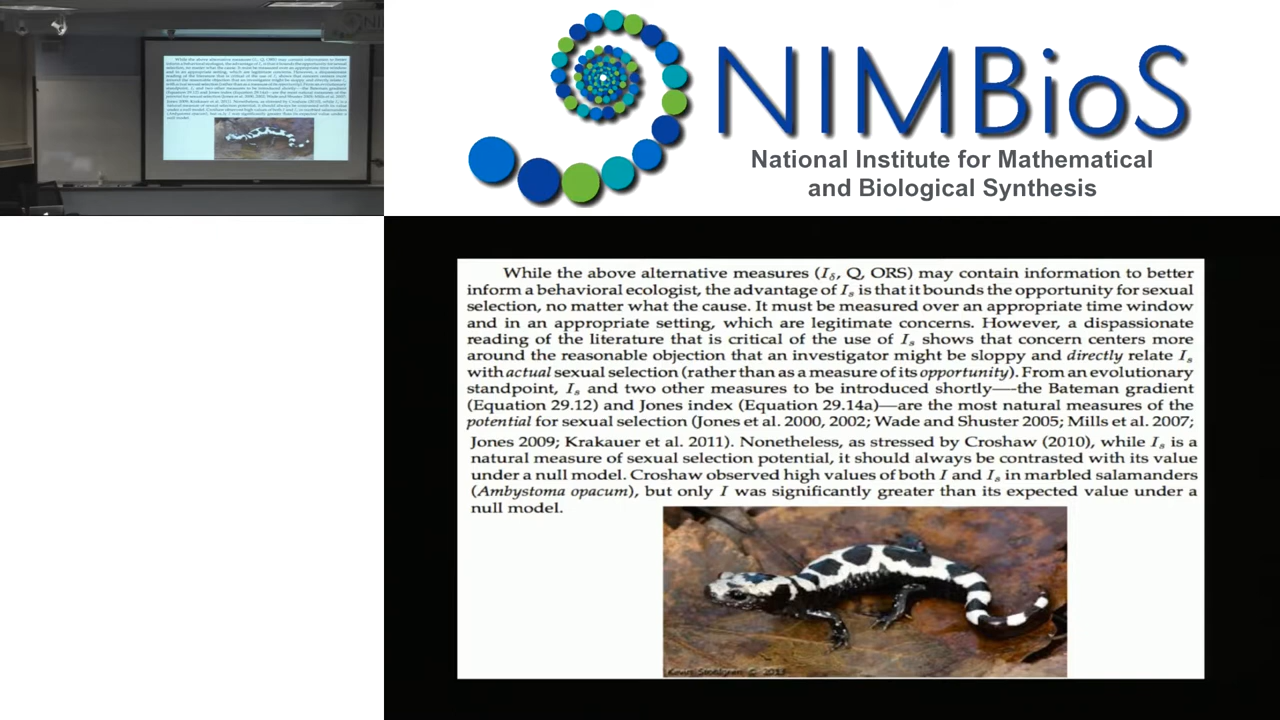 NIMBioS
National Institute for Mathematical
and Biological Synthesis
While the above alternative measures (Iδ, Q, ORS) may contain information to better
inform a behavioral ecologist, the advantage of Is is that it bounds the opportunity for sexual
selection, no matter what the cause. It must be measured over an appropriate time window
and in an appropriate setting, which are legitimate concerns. However, a dispassionate
reading of the literature that is critical of the use of Is shows that concern centers more
around the reasonable objection that an investigator might be sloppy and directly relate Is
with actual sexual selection (rather than as a measure of its opportunity). From an evolutionary
standpoint, Is and two other measures to be introduced shortly—-the Bateman gradient
(Equation 29.12) and Jones index (Equation 29.14a)—are the most natural measures of the
potential for sexual selection (Jones et al. 2000, 2002; Wade and Shuster 2005; Mills et al. 2007;
Jones 2009; Krakauer et al. 2011). Nonetheless, as stressed by Croshaw (2010), while Is is a
natural measure of sexual selection potential, it should always be contrasted with its value
under a null model. Croshaw observed high values of both I and Is in marbled salamanders
(Ambystoma opacum), but only I was significantly greater than its expected value under a
null model.